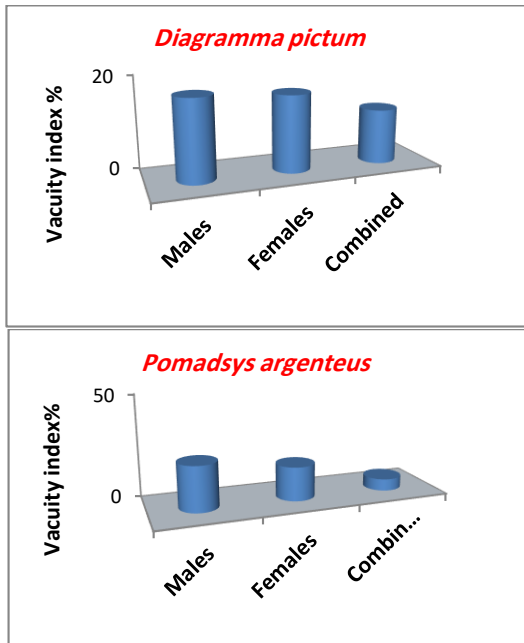 Diagramma pictum
20
0
Vacuity index %
Males
Females
Combined
Pomadsys argenteus
50
0
Vacuity index%
Males
Females
Combin...